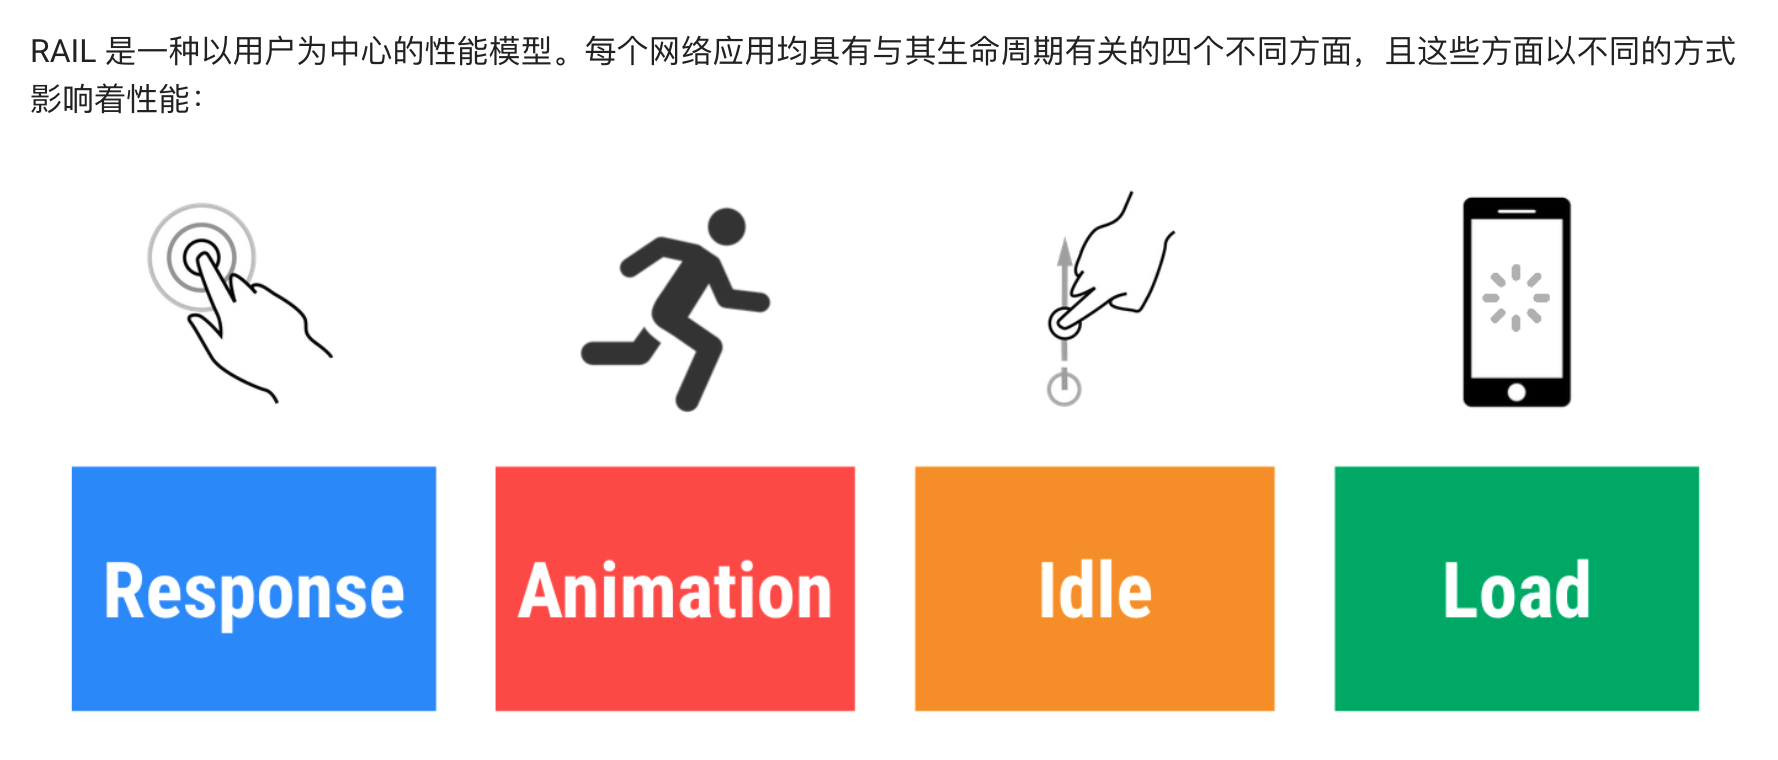 RAIL 是一种以用户为中心的性能模型。每个网络应用均具有与其生命周期有关的四个不同方面，且这些方面以不同的方式
影响着性能：
Response
Animation
Idle
Load